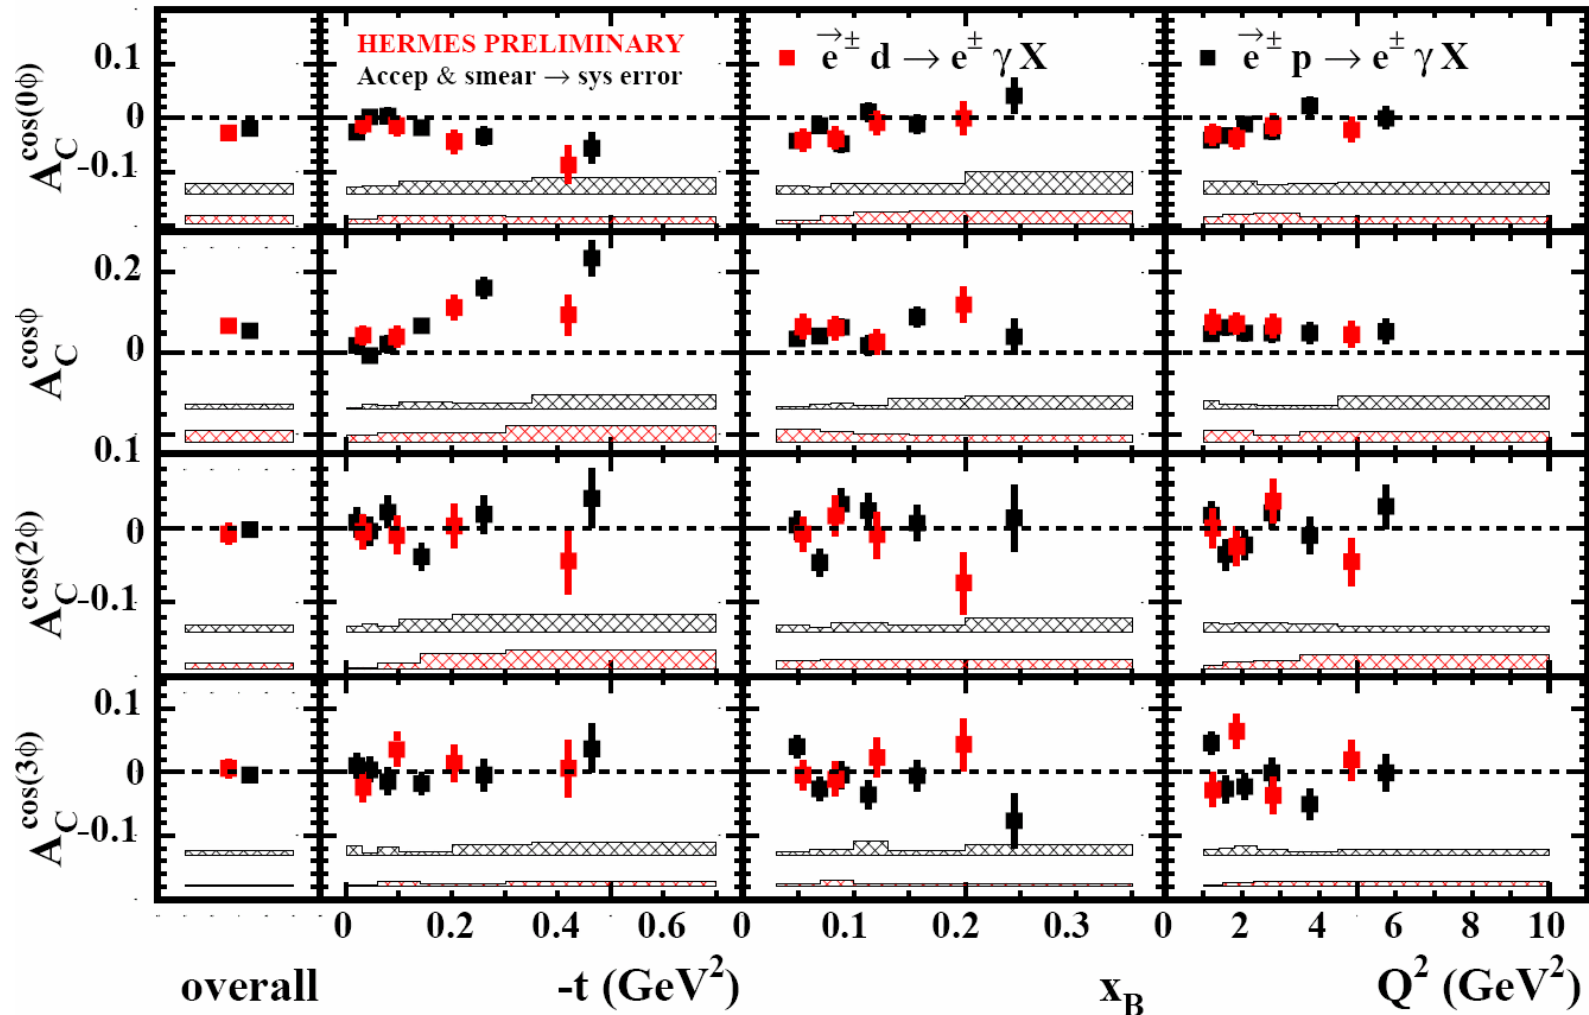 HERMES PRELIMINARY
Accep & smear → sys error
e⃗± d → e± γ X
e⃗± p → e± γ X
A_C^cos(0ϕ)
0.1
0
-0.1
A_C^cosϕ
0.2
0
A_C^cos(2ϕ)
0.1
0
-0.1
A_C^cos(3ϕ)
0.1
0
-0.1
0 0.2 0.4 0.6
0 0.1 0.2 0.3
0 2 4 6 8 10
overall -t (GeV²) x_B Q² (GeV²)